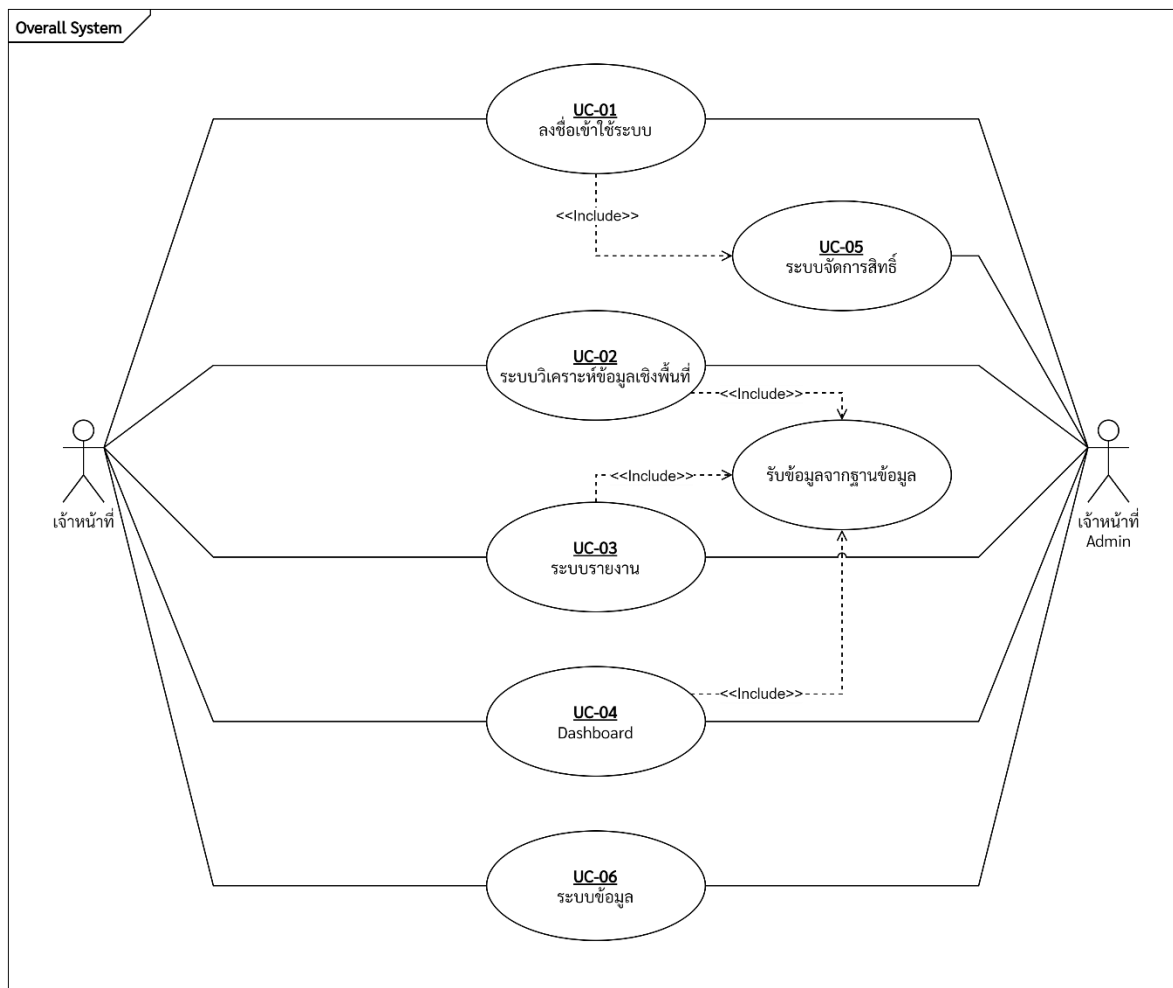 Overall System
UC-01
ลงชื่อเข้าใช้ระบบ
<<Include>>
UC-05
ระบบจัดการสิทธิ์
UC-02
ระบบวิเคราะห์ข้อมูลเชิงพื้นที่
<<Include>>
<<Include>>
รับข้อมูลจากฐานข้อมูล
เจ้าหน้าที่
เจ้าหน้าที่
Admin
UC-03
ระบบรายงาน
<<Include>>
UC-04
Dashboard
UC-06
ระบบข้อมูล